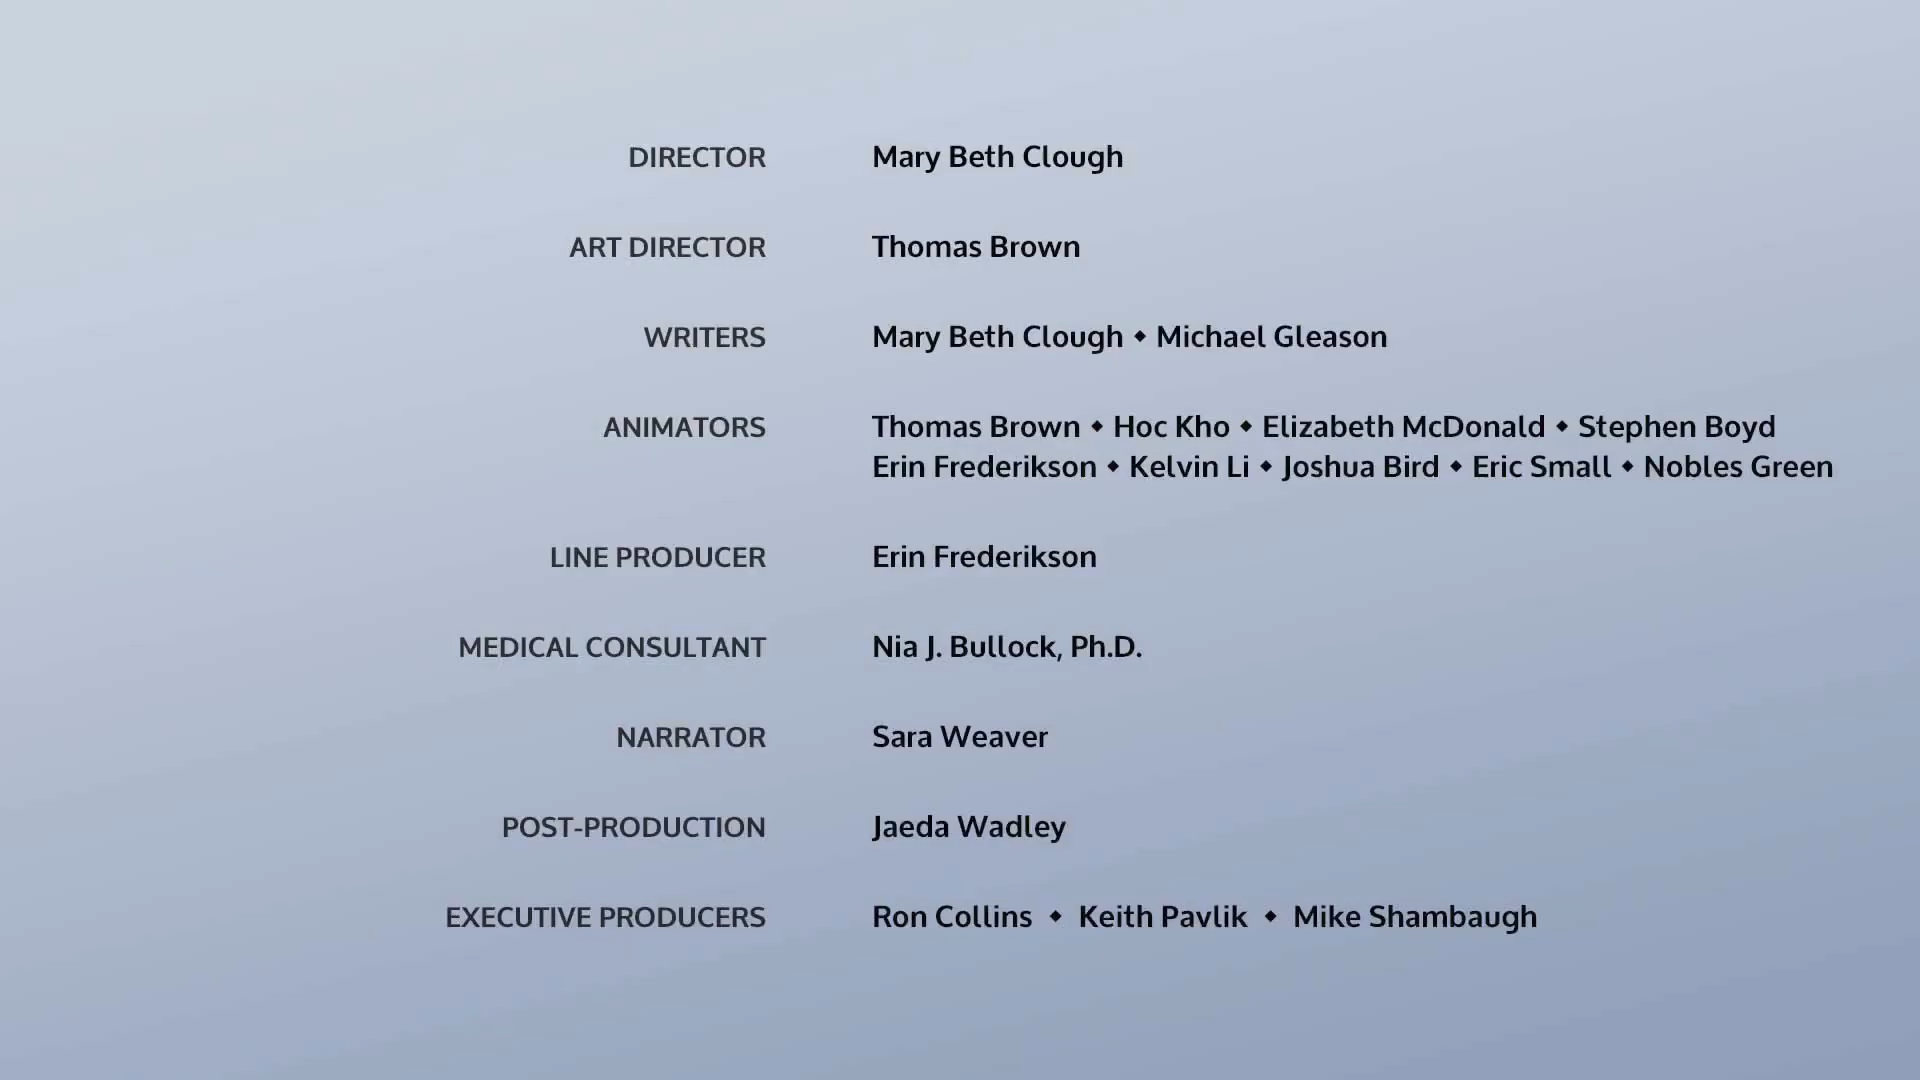 DIRECTOR Mary Beth Clough
ART DIRECTOR Thomas Brown
WRITERS Mary Beth Clough ◆ Michael Gleason
ANIMATORS Thomas Brown ◆ Hoc Kho ◆ Elizabeth McDonald ◆ Stephen Boyd
Erin Frederikson ◆ Kelvin Li ◆ Joshua Bird ◆ Eric Small ◆ Nobles Green
LINE PRODUCER Erin Frederikson
MEDICAL CONSULTANT Nia J. Bullock, Ph.D.
NARRATOR Sara Weaver
POST-PRODUCTION Jaeda Wadley
EXECUTIVE PRODUCERS Ron Collins ◆ Keith Pavlik ◆ Mike Shambaugh